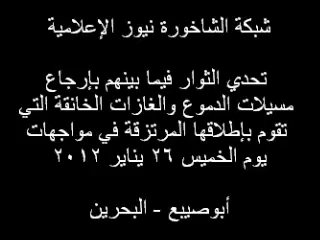 شبكة الشاخورة نيوز الإعلامية
تحدي الثوار فيما بينهم بإرجاع
مسيلات الدموع والغازات الخانقة التي
تقوم بإطلاقها المرتزقة في مواجهات
يوم الخميس ٢٦ يناير ٢٠١٢
أبوصيبع - البحرين